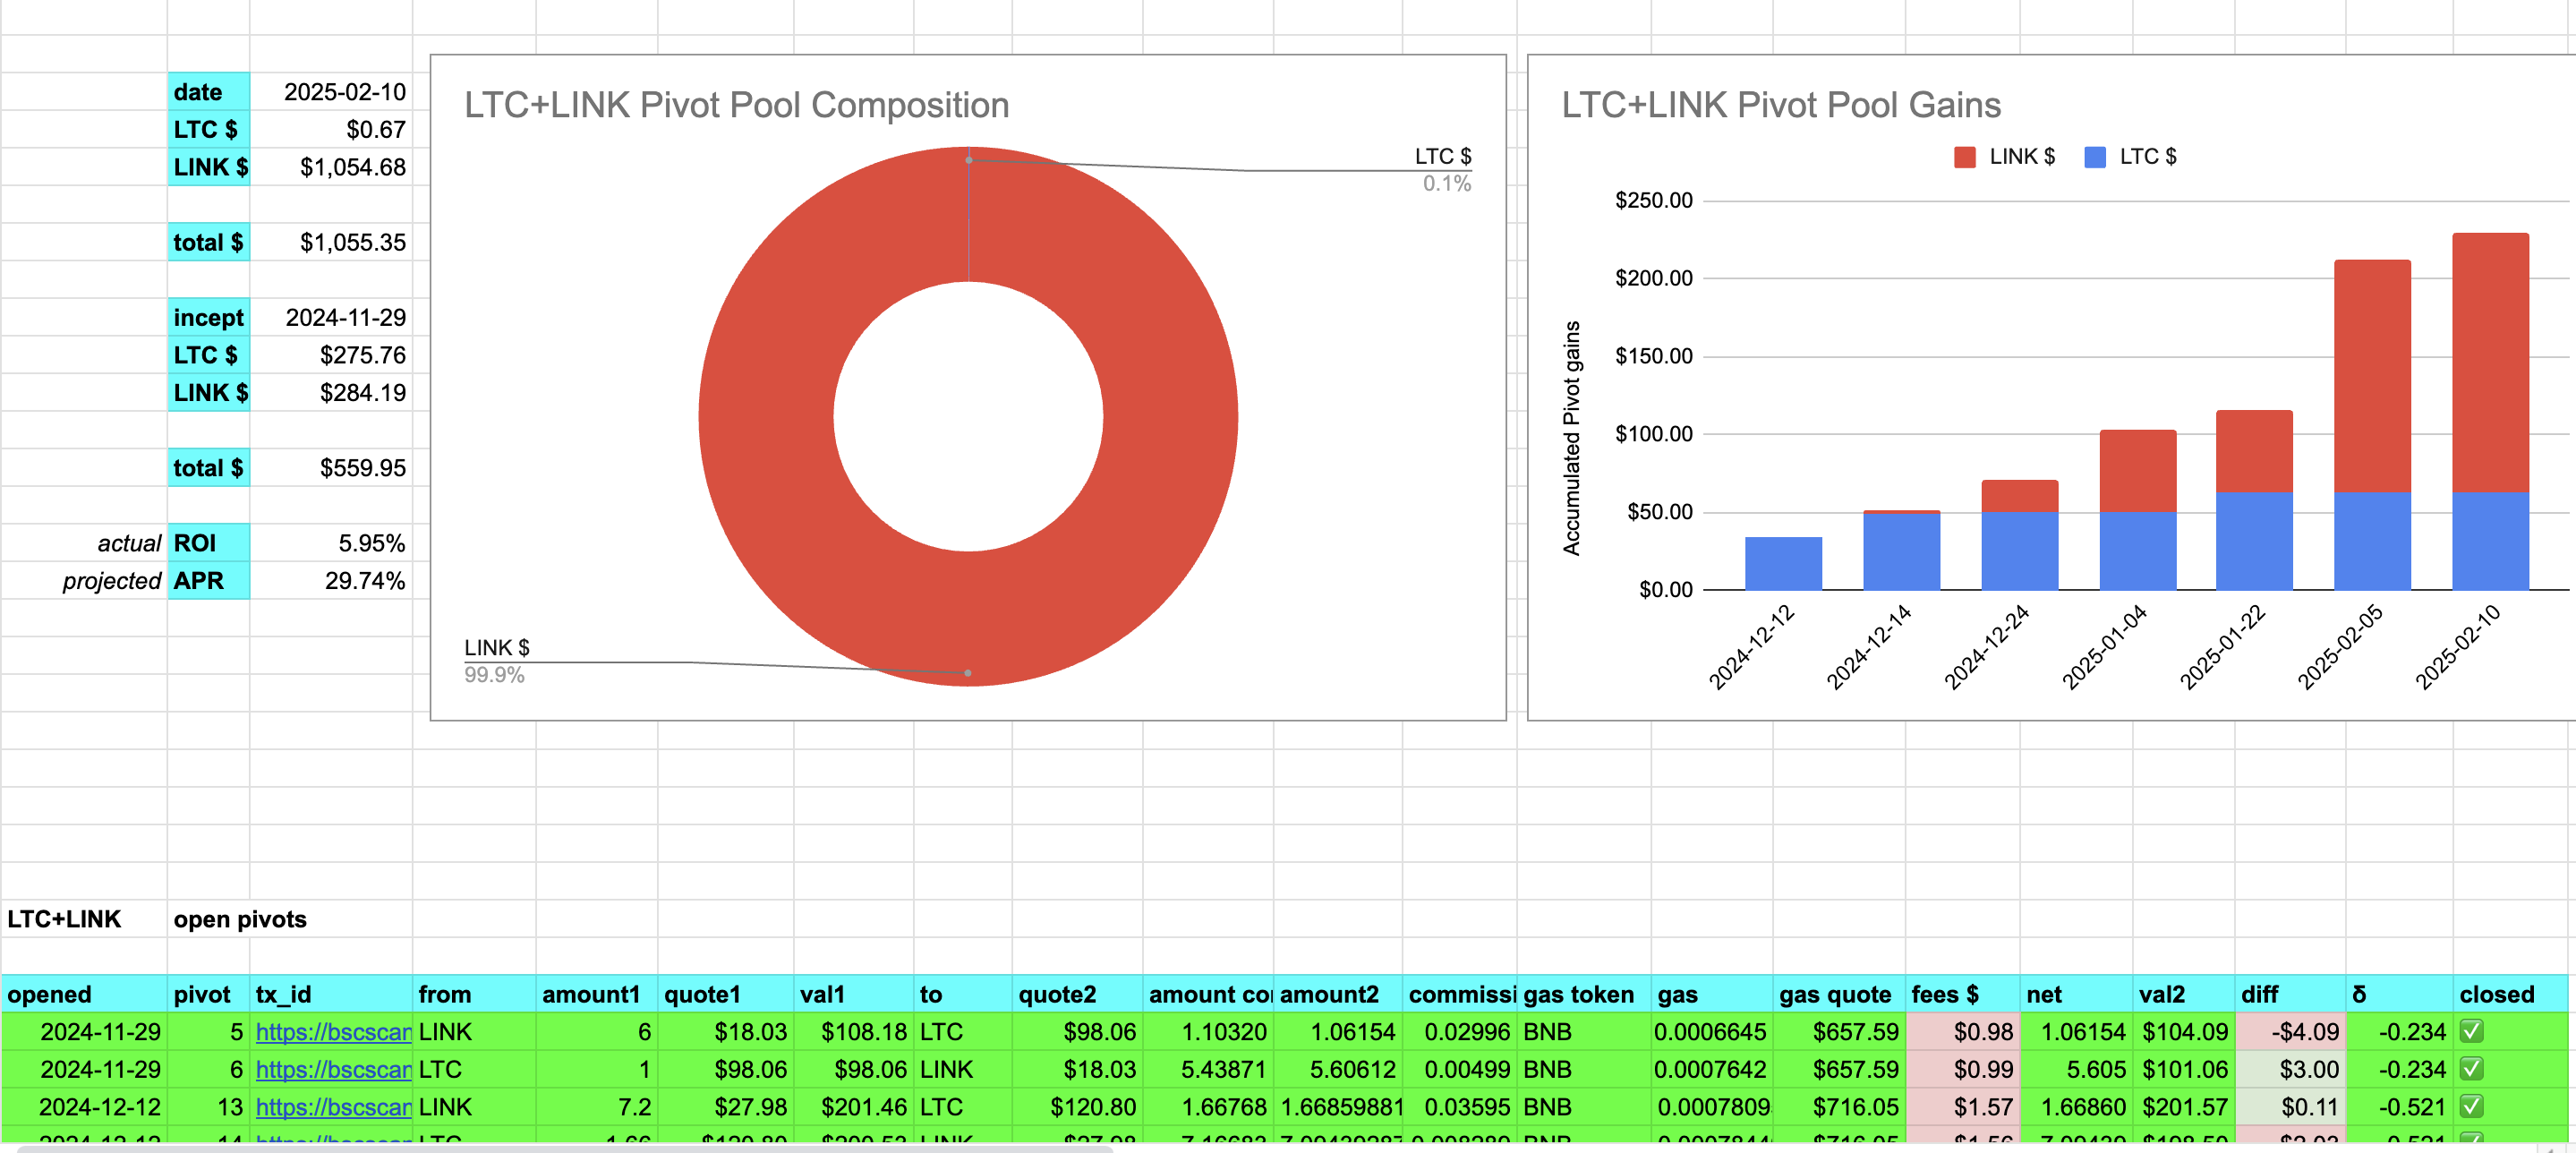 date 2025-02-10
LTC $ $0.67
LINK $ $1,054.68
total $ $1,055.35
incept 2024-11-29
LTC $ $275.76
LINK $ $284.19
total $ $559.95
actual ROI 5.95%
projected APR 29.74%
LTC+LINK Pivot Pool Composition
LTC $
0.1%
LINK $
99.9%
LTC+LINK Pivot Pool Gains
LINK $ LTC $
Accumulated Pivot gains
$250.00
$200.00
$150.00
$100.00
$50.00
$0.00
2024-12-12 2024-12-14 2024-12-24 2025-01-04 2025-01-22 2025-02-05 2025-02-10
LTC+LINK open pivots
opened pivot tx_id from amount1 quote1 val1 to quote2 amount co amount2 commissi gas token gas gas quote fees $ net val2 diff δ closed
2024-11-29 5 https://bscscan LINK 6 $18.03 $108.18 LTC $98.06 1.10320 1.06154 0.02996 BNB 0.0006645 $657.59 $0.98 1.06154 $104.09 -$4.09 -0.234 ✅
2024-11-29 6 https://bscscan LTC 1 $98.06 $98.06 LINK $18.03 5.43871 5.60612 0.00499 BNB 0.0007642 $657.59 $0.99 5.605 $101.06 $3.00 -0.234 ✅
2024-12-12 13 https://bscscan LINK 7.2 $27.98 $201.46 LTC $120.80 1.66768 1.66859881 0.03595 BNB 0.0007809 $716.05 $1.57 1.66860 $201.57 $0.11 -0.521 ✅